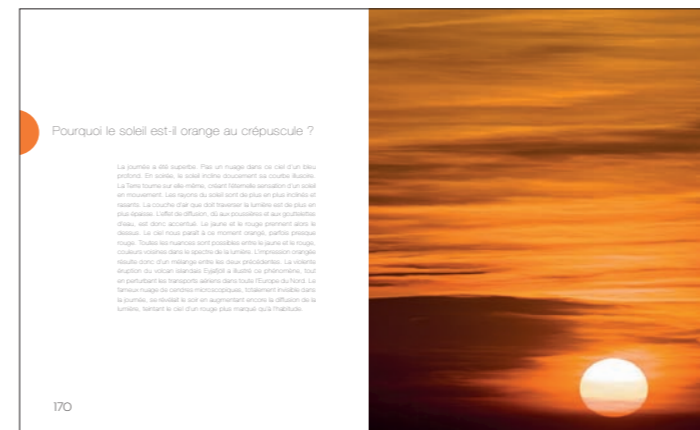 Pourquoi le soleil est-il orange au crépuscule ?
La journée a été superbe. Pas un nuage dans ce ciel d'un bleu
profond. En soirée, le soleil incline doucement sa courbe illusoire.
La Terre tourne sur elle même, créant l'éternelle sensation d'un soleil
en mouvement. Les rayons du soleil sont de plus en plus inclinés et
rasants. La couche d'air que doit traverser la lumière est de plus en
plus épaisse. L'effet de diffusion, dû aux poussières et aux gouttelettes
d'eau, est donc accentué. Le jaune et le rouge prennent alors le
dessus. Le ciel nous paraît à ce moment orangé, parfois presque
rouge. Toutes les nuances sont possibles entre le jaune et le rouge,
couleurs voisines dans le spectre de la lumière. L'impression orangée
résulte donc d'un mélange entre les deux précédentes. La violente
éruption du volcan islandais Eyjafjöll a illustré ce phénomène, tout
en perturbant les transports aériens dans toute l'Europe du Nord. Le
fameux nuage de cendres microscopiques, totalement invisible dans
la journée, se révélait le soir en augmentant encore la diffusion de la
lumière, teintant le ciel d'un rouge plus marqué qu'à l'habitude.
170